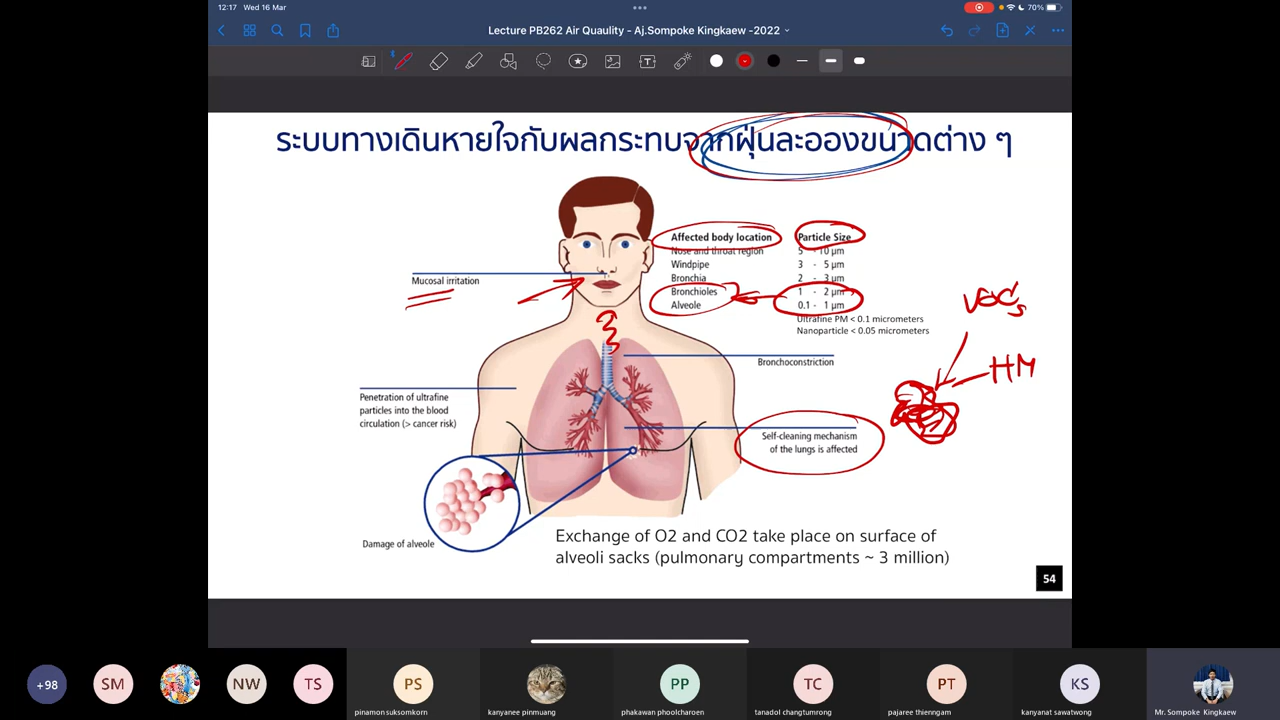 12:17 Wed 16 Mar
70%
Lecture PB262 Air Quaulity - Aj.Sompoke Kingkaew -2022
ระบบทางเดินหายใจกับผลกระทบจากฝุ่นละอองขนาดต่าง ๆ
Affected body location Particle Size
Nose and throat region 5 - 10 µm
Windpipe 3 - 5 µm
Bronchia 2 - 3 µm
Bronchioles 1 - 2 µm
Alveole 0.1 - 1 µm
Ultrafine PM < 0.1 micrometers
Nanoparticle < 0.05 micrometers
Mucosal irritation
VOCs
HM
Bronchoconstriction
Penetration of ultrafine
particles into the blood
circulation (> cancer risk)
Self-cleaning mechanism
of the lungs is affected
Damage of alveole
Exchange of O2 and CO2 take place on surface of
alveoli sacks (pulmonary compartments ~ 3 million)
54
+98
SM
NW
TS
PS
PP
TC
PT
KS
pinamon suksomkorn
kanyanee pinmuang
phakawan phoolcharoen
tanadol changtumrong
pajaree thienngam
kanyanat sawatwong
Mr. Sompoke Kingkaew